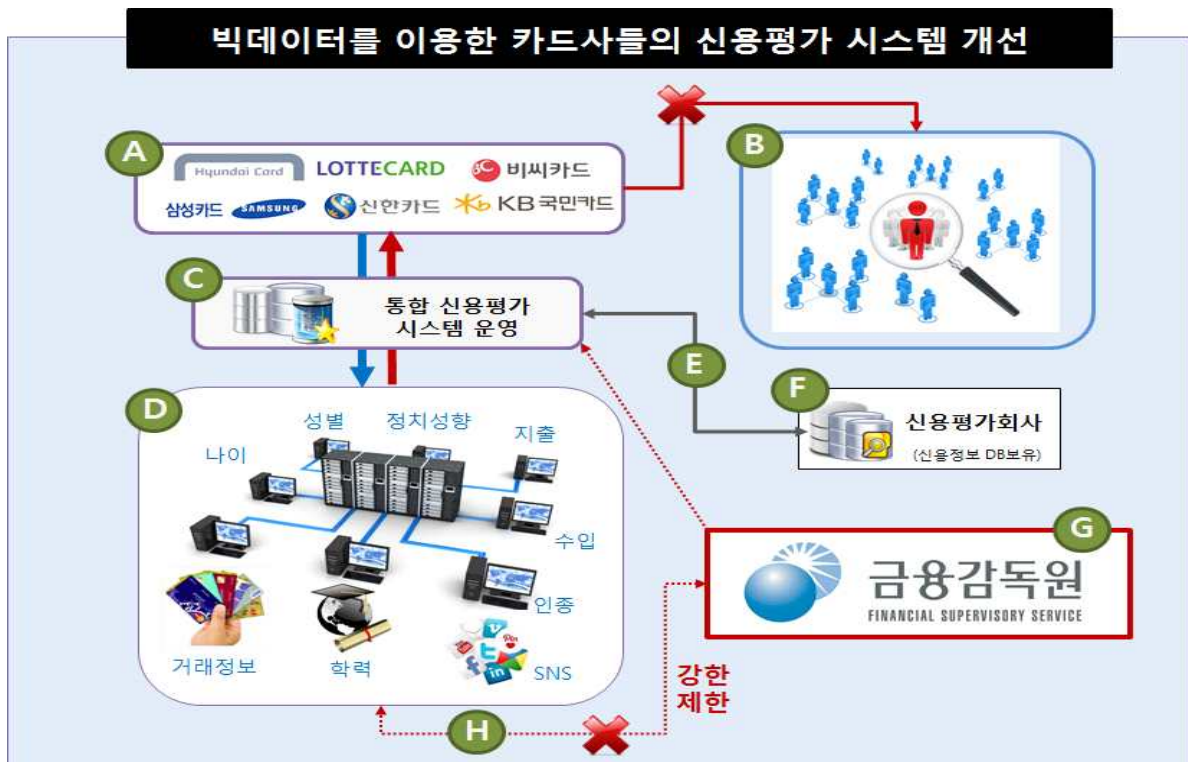 빅데이터를 이용한 카드사들의 신용평가 시스템 개선
A
Hyundai Card
LOTTECARD
BC 비씨카드
삼성카드 SAMSUNG
신한카드
Kb KB국민카드
B
C
통합 신용평가
시스템 운영
E
D
성별
정치성향
지출
나이
수입
인종
거래정보
학력
SNS
F
신용평가회사
(신용정보 DB보유)
G
금융감독원
FINANCIAL SUPERVISORY SERVICE
강한
제한
H